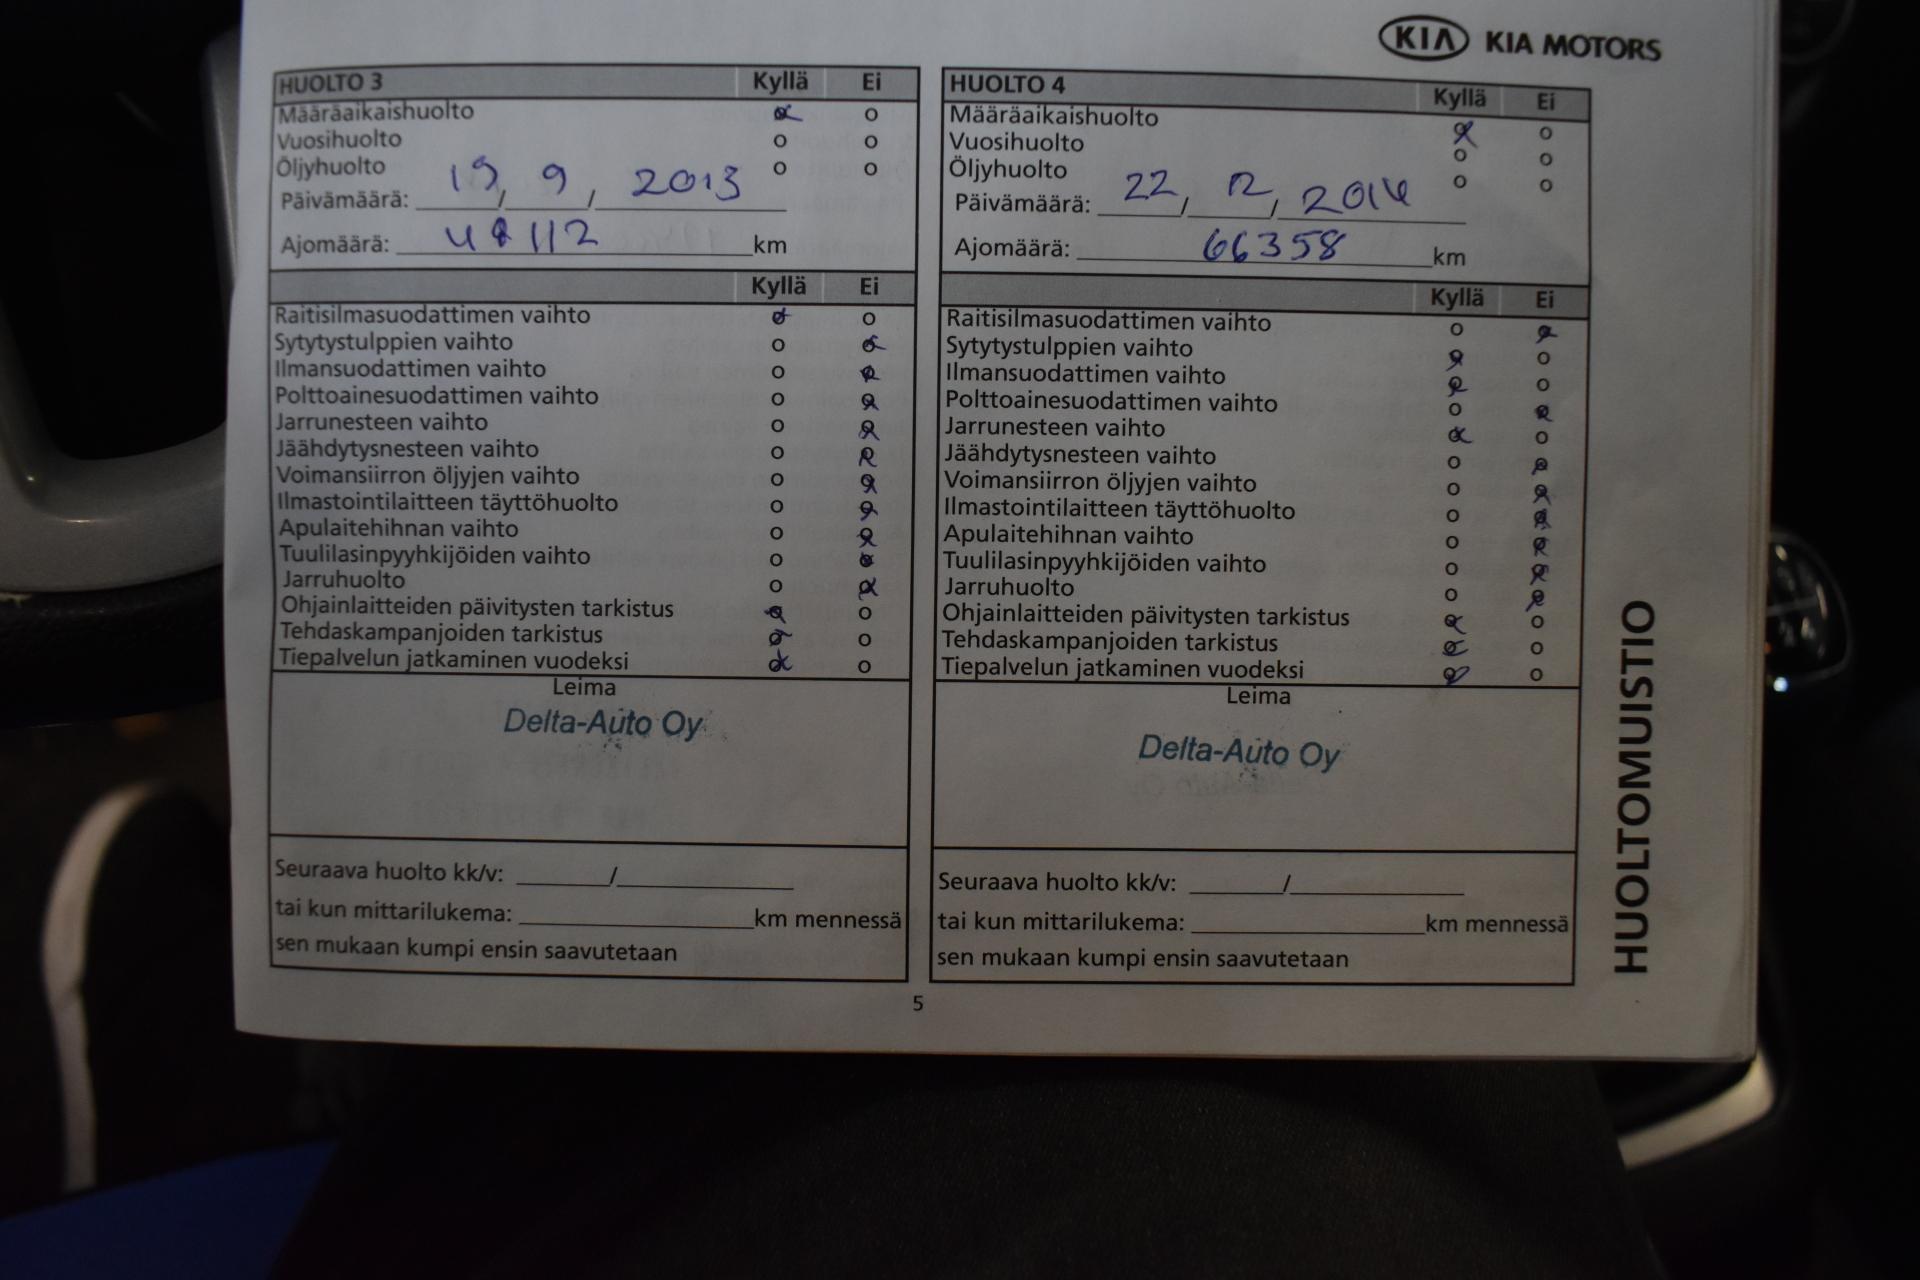 KIA KIA MOTORS
HUOLTO 3 Kyllä Ei
Määräaikaishuolto o o
Vuosihuolto o o
Öljyhuolto o o
Päivämäärä: 19 / 9 / 2013
Ajomäärä: km
Kyllä Ei
Raitisilmasuodattimen vaihto o o
Sytytystulppien vaihto o o
Ilmansuodattimen vaihto o o
Polttoainesuodattimen vaihto o o
Jarrunesteen vaihto o o
Jäähdytysnesteen vaihto o o
Voimansiirron öljyjen vaihto o o
Ilmastointilaitteen täyttöhuolto o o
Apulaitehihnan vaihto o o
Tuulilasinpyyhkijöiden vaihto o o
Jarruhuolto o o
Ohjainlaitteiden päivitysten tarkistus o o
Tehdaskampanjoiden tarkistus o o
Tiepalvelun jatkaminen vuodeksi o o
Leima
Delta-Auto Oy
Seuraava huolto kk/v: ______/______________
tai kun mittarilukema: __________________km mennessä
sen mukaan kumpi ensin saavutetaan
HUOLTO 4 Kyllä Ei
Määräaikaishuolto o o
Vuosihuolto o o
Öljyhuolto o o
Päivämäärä: 22 / 12 / 2014
Ajomäärä: 66358 km
Kyllä Ei
Raitisilmasuodattimen vaihto o o
Sytytystulppien vaihto o o
Ilmansuodattimen vaihto o o
Polttoainesuodattimen vaihto o o
Jarrunesteen vaihto o o
Jäähdytysnesteen vaihto o o
Voimansiirron öljyjen vaihto o o
Ilmastointilaitteen täyttöhuolto o o
Apulaitehihnan vaihto o o
Tuulilasinpyyhkijöiden vaihto o o
Jarruhuolto o o
Ohjainlaitteiden päivitysten tarkistus o o
Tehdaskampanjoiden tarkistus o o
Tiepalvelun jatkaminen vuodeksi o o
Leima
Delta-Auto Oy
Seuraava huolto kk/v: ______/______________
tai kun mittarilukema: __________________km mennessä
sen mukaan kumpi ensin saavutetaan
HUOLTOMUISTIO
5